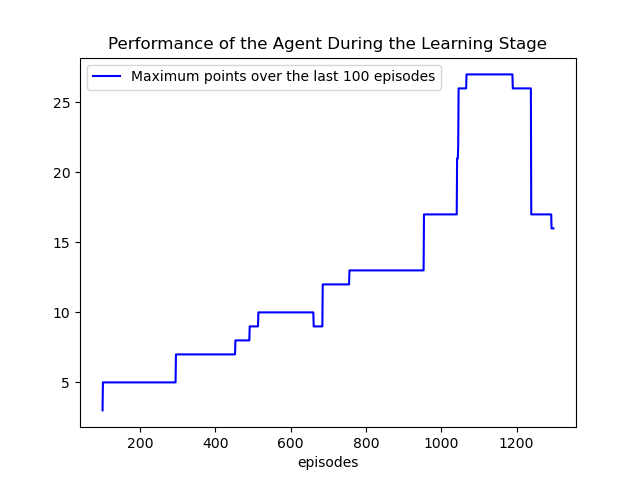 Performance of the Agent During the Learning Stage
Maximum points over the last 100 episodes
25
20
15
10
5
200 400 600 800 1000 1200
episodes